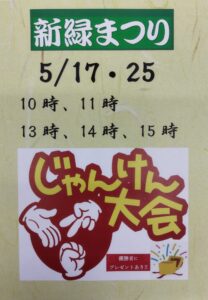 新緑まつり
5/17・25
10時、11時
13時、14時、15時
じゃんけん
大会
優勝者に
プレゼントあり!!